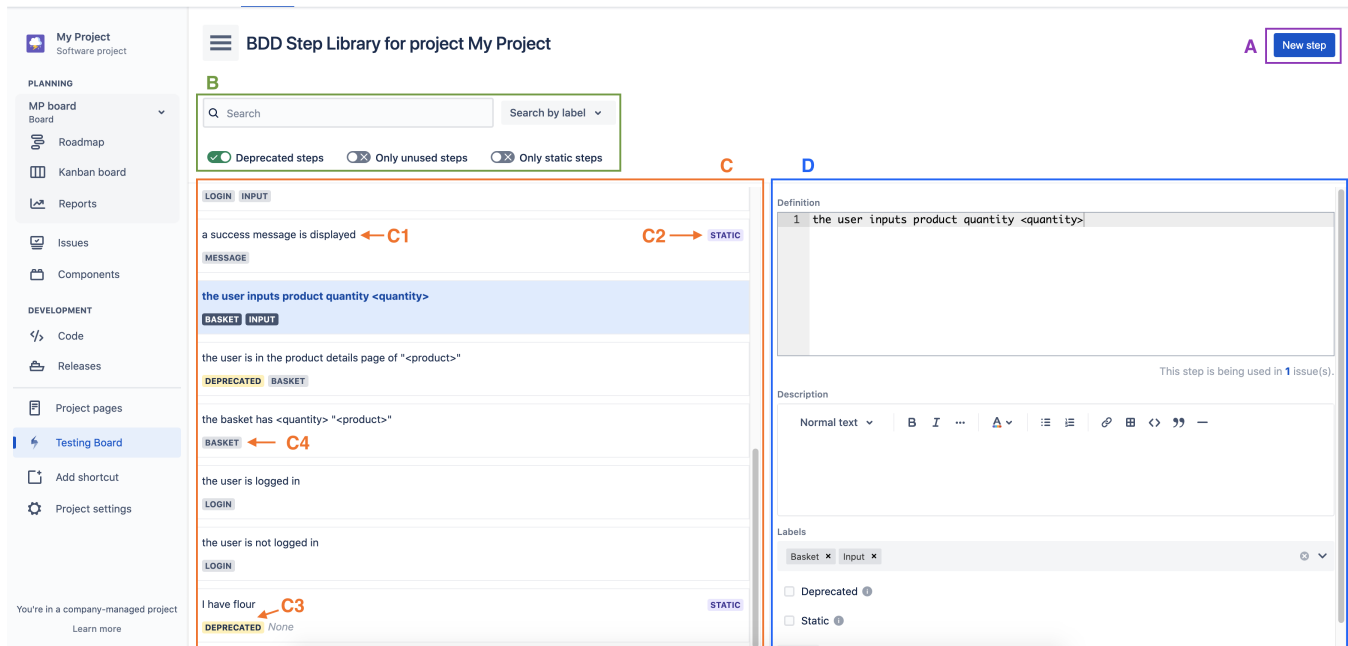 My Project
Software project
PLANNING
MP board
Board
Roadmap
Kanban board
Reports
Issues
Components
DEVELOPMENT
Code
Releases
Project pages
Testing Board
Add shortcut
Project settings
You're in a company-managed project
Learn more
BDD Step Library for project My Project
A
New step
B
Search
Search by label
Deprecated steps
Only unused steps
Only static steps
C
LOGIN INPUT
a success message is displayed C1 C2 STATIC
MESSAGE
the user inputs product quantity <quantity>
BASKET INPUT
the user is in the product details page of "<product>"
DEPRECATED BASKET
the basket has <quantity> "<product>"
BASKET C4
the user is logged in
LOGIN
the user is not logged in
LOGIN
I have flour C3 STATIC
DEPRECATED None
D
Definition
1 the user inputs product quantity <quantity>
This step is being used in 1 issue(s).
Description
Normal text B I ... A
Labels
Basket × Input ×
Deprecated
Static